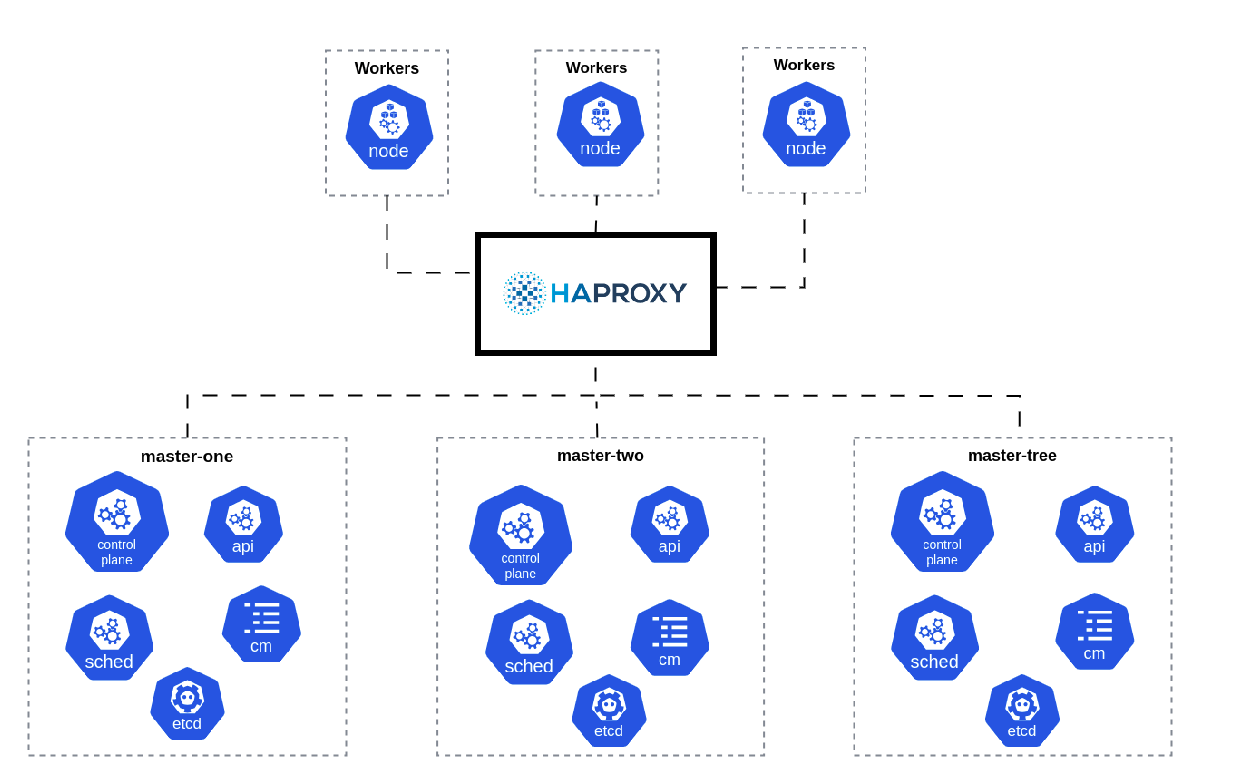 Workers
Workers
Workers
node
node
node
HAPROXY
master-one
master-two
master-tree
control
plane
api
control
plane
api
control
plane
api
sched
cm
sched
cm
sched
cm
etcd
etcd
etcd